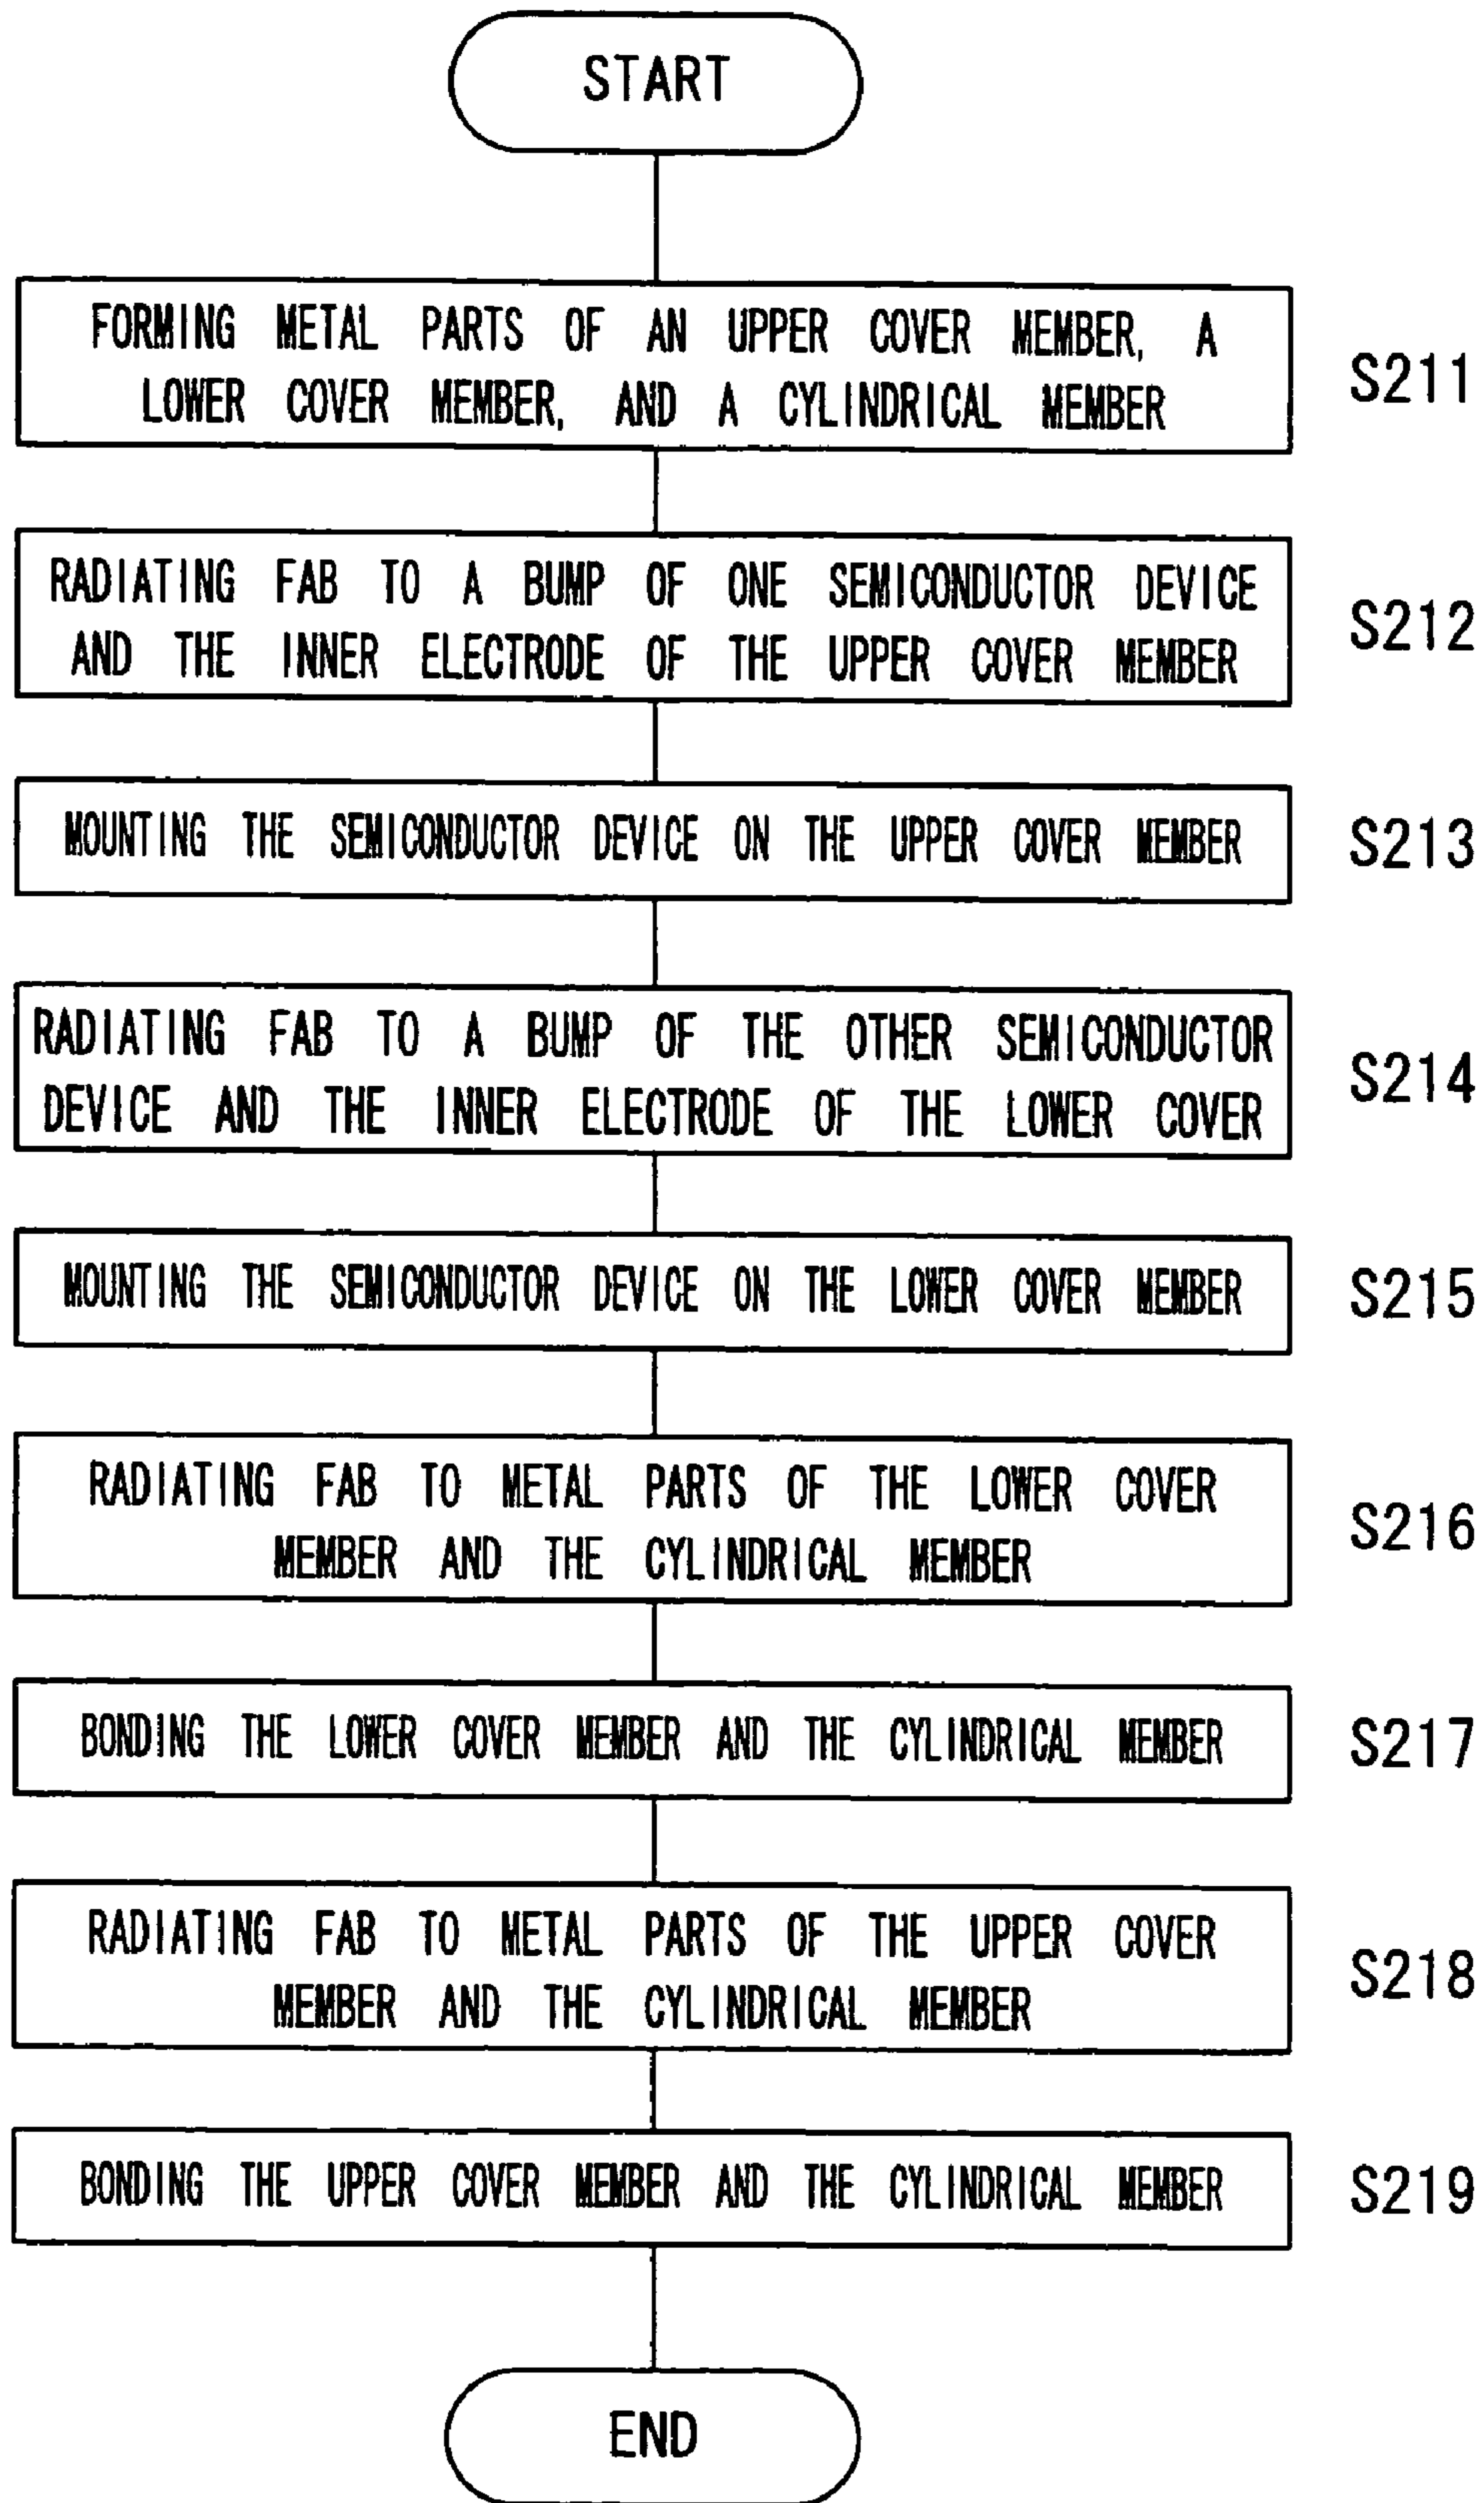 START
FORMING METAL PARTS OF AN UPPER COVER MEMBER, A
LOWER COVER MEMBER, AND A CYLINDRICAL MEMBER
S211
RADIATING FAB TO A BUMP OF ONE SEMICONDUCTOR DEVICE
AND THE INNER ELECTRODE OF THE UPPER COVER MEMBER
S212
MOUNTING THE SEMICONDUCTOR DEVICE ON THE UPPER COVER MEMBER
S213
RADIATING FAB TO A BUMP OF THE OTHER SEMICONDUCTOR
DEVICE AND THE INNER ELECTRODE OF THE LOWER COVER
S214
MOUNTING THE SEMICONDUCTOR DEVICE ON THE LOWER COVER MEMBER
S215
RADIATING FAB TO METAL PARTS OF THE LOWER COVER
MEMBER AND THE CYLINDRICAL MEMBER
S216
BONDING THE LOWER COVER MEMBER AND THE CYLINDRICAL MEMBER
S217
RADIATING FAB TO METAL PARTS OF THE UPPER COVER
MEMBER AND THE CYLINDRICAL MEMBER
S218
BONDING THE UPPER COVER MEMBER AND THE CYLINDRICAL MEMBER
S219
END